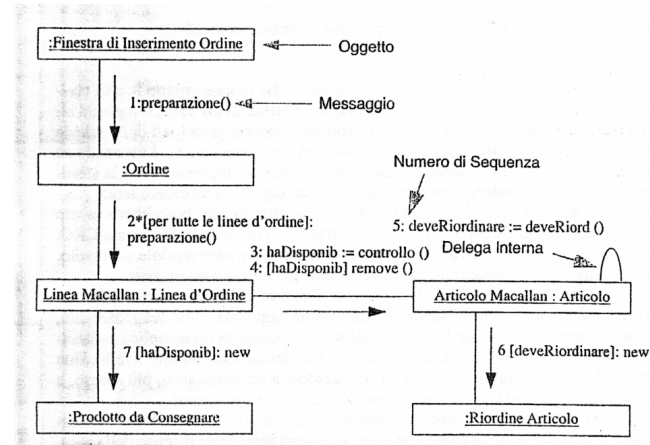 :Finestra di Inserimento Ordine
Oggetto
1:preparazione()
Messaggio
:Ordine
Numero di Sequenza
2*[per tutte le linee d'ordine]:
preparazione()
5: deveRiordinare := deveRiord ()
Delega Interna
3: haDisponib := controllo ()
4: [haDisponib] remove ()
Linea Macallan : Linea d'Ordine
Articolo Macallan : Articolo
7 [haDisponib]: new
6 [deveRiordinare]: new
:Prodotto da Consegnare
:Riordine Articolo